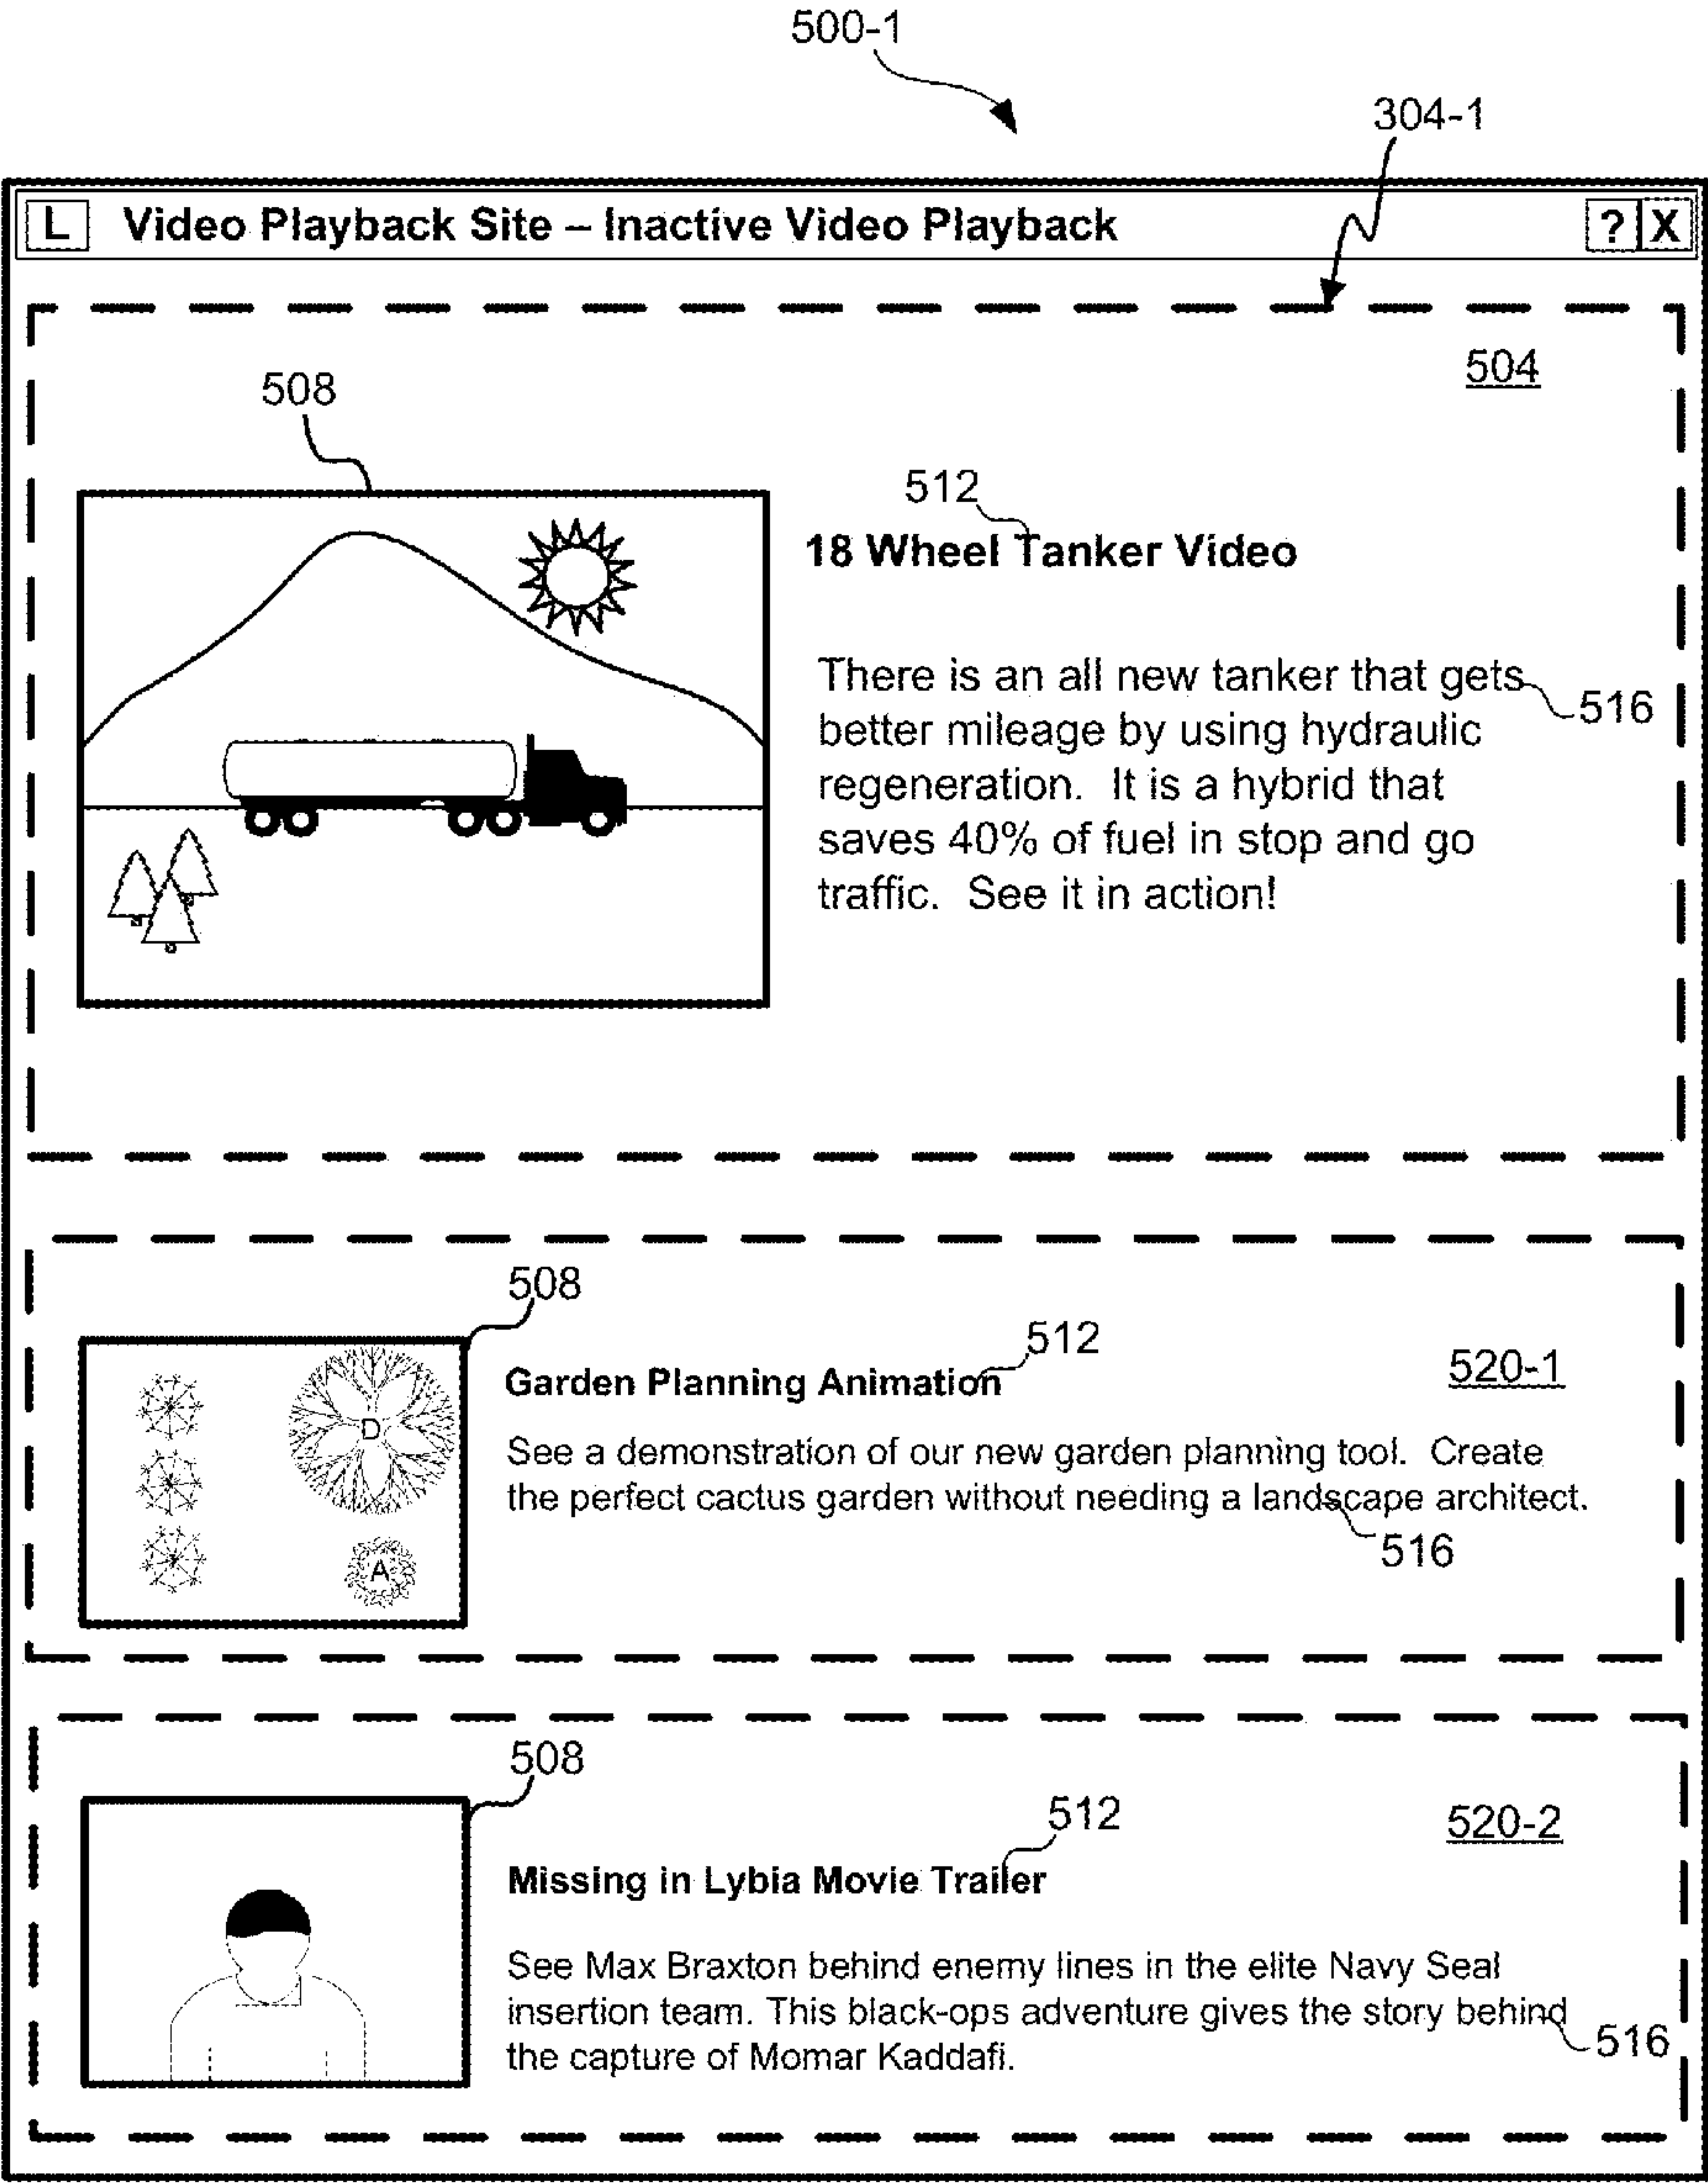 500-1
304-1
L Video Playback Site – Inactive Video Playback ? X
504
508
512
18 Wheel Tanker Video
There is an all new tanker that gets
516
better mileage by using hydraulic
regeneration. It is a hybrid that
saves 40% of fuel in stop and go
traffic. See it in action!
508
512
520-1
Garden Planning Animation
D
See a demonstration of our new garden planning tool. Create
the perfect cactus garden without needing a landscape architect.
516
A
508
512
520-2
Missing in Lybia Movie Trailer
See Max Braxton behind enemy lines in the elite Navy Seal
insertion team. This black-ops adventure gives the story behind
516
the capture of Momar Kaddafi.